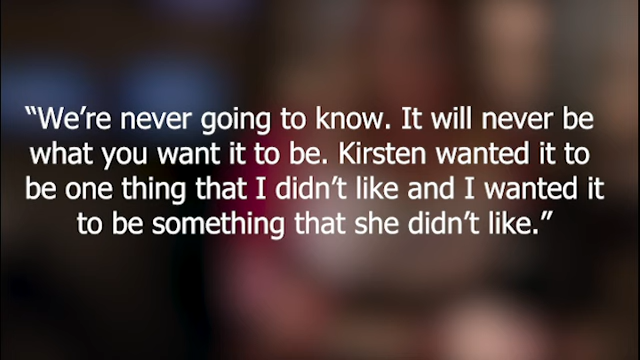 “We’re never going to know. It will never be
what you want it to be. Kirsten wanted it to
be one thing that I didn’t like and I wanted it
to be something that she didn’t like.”